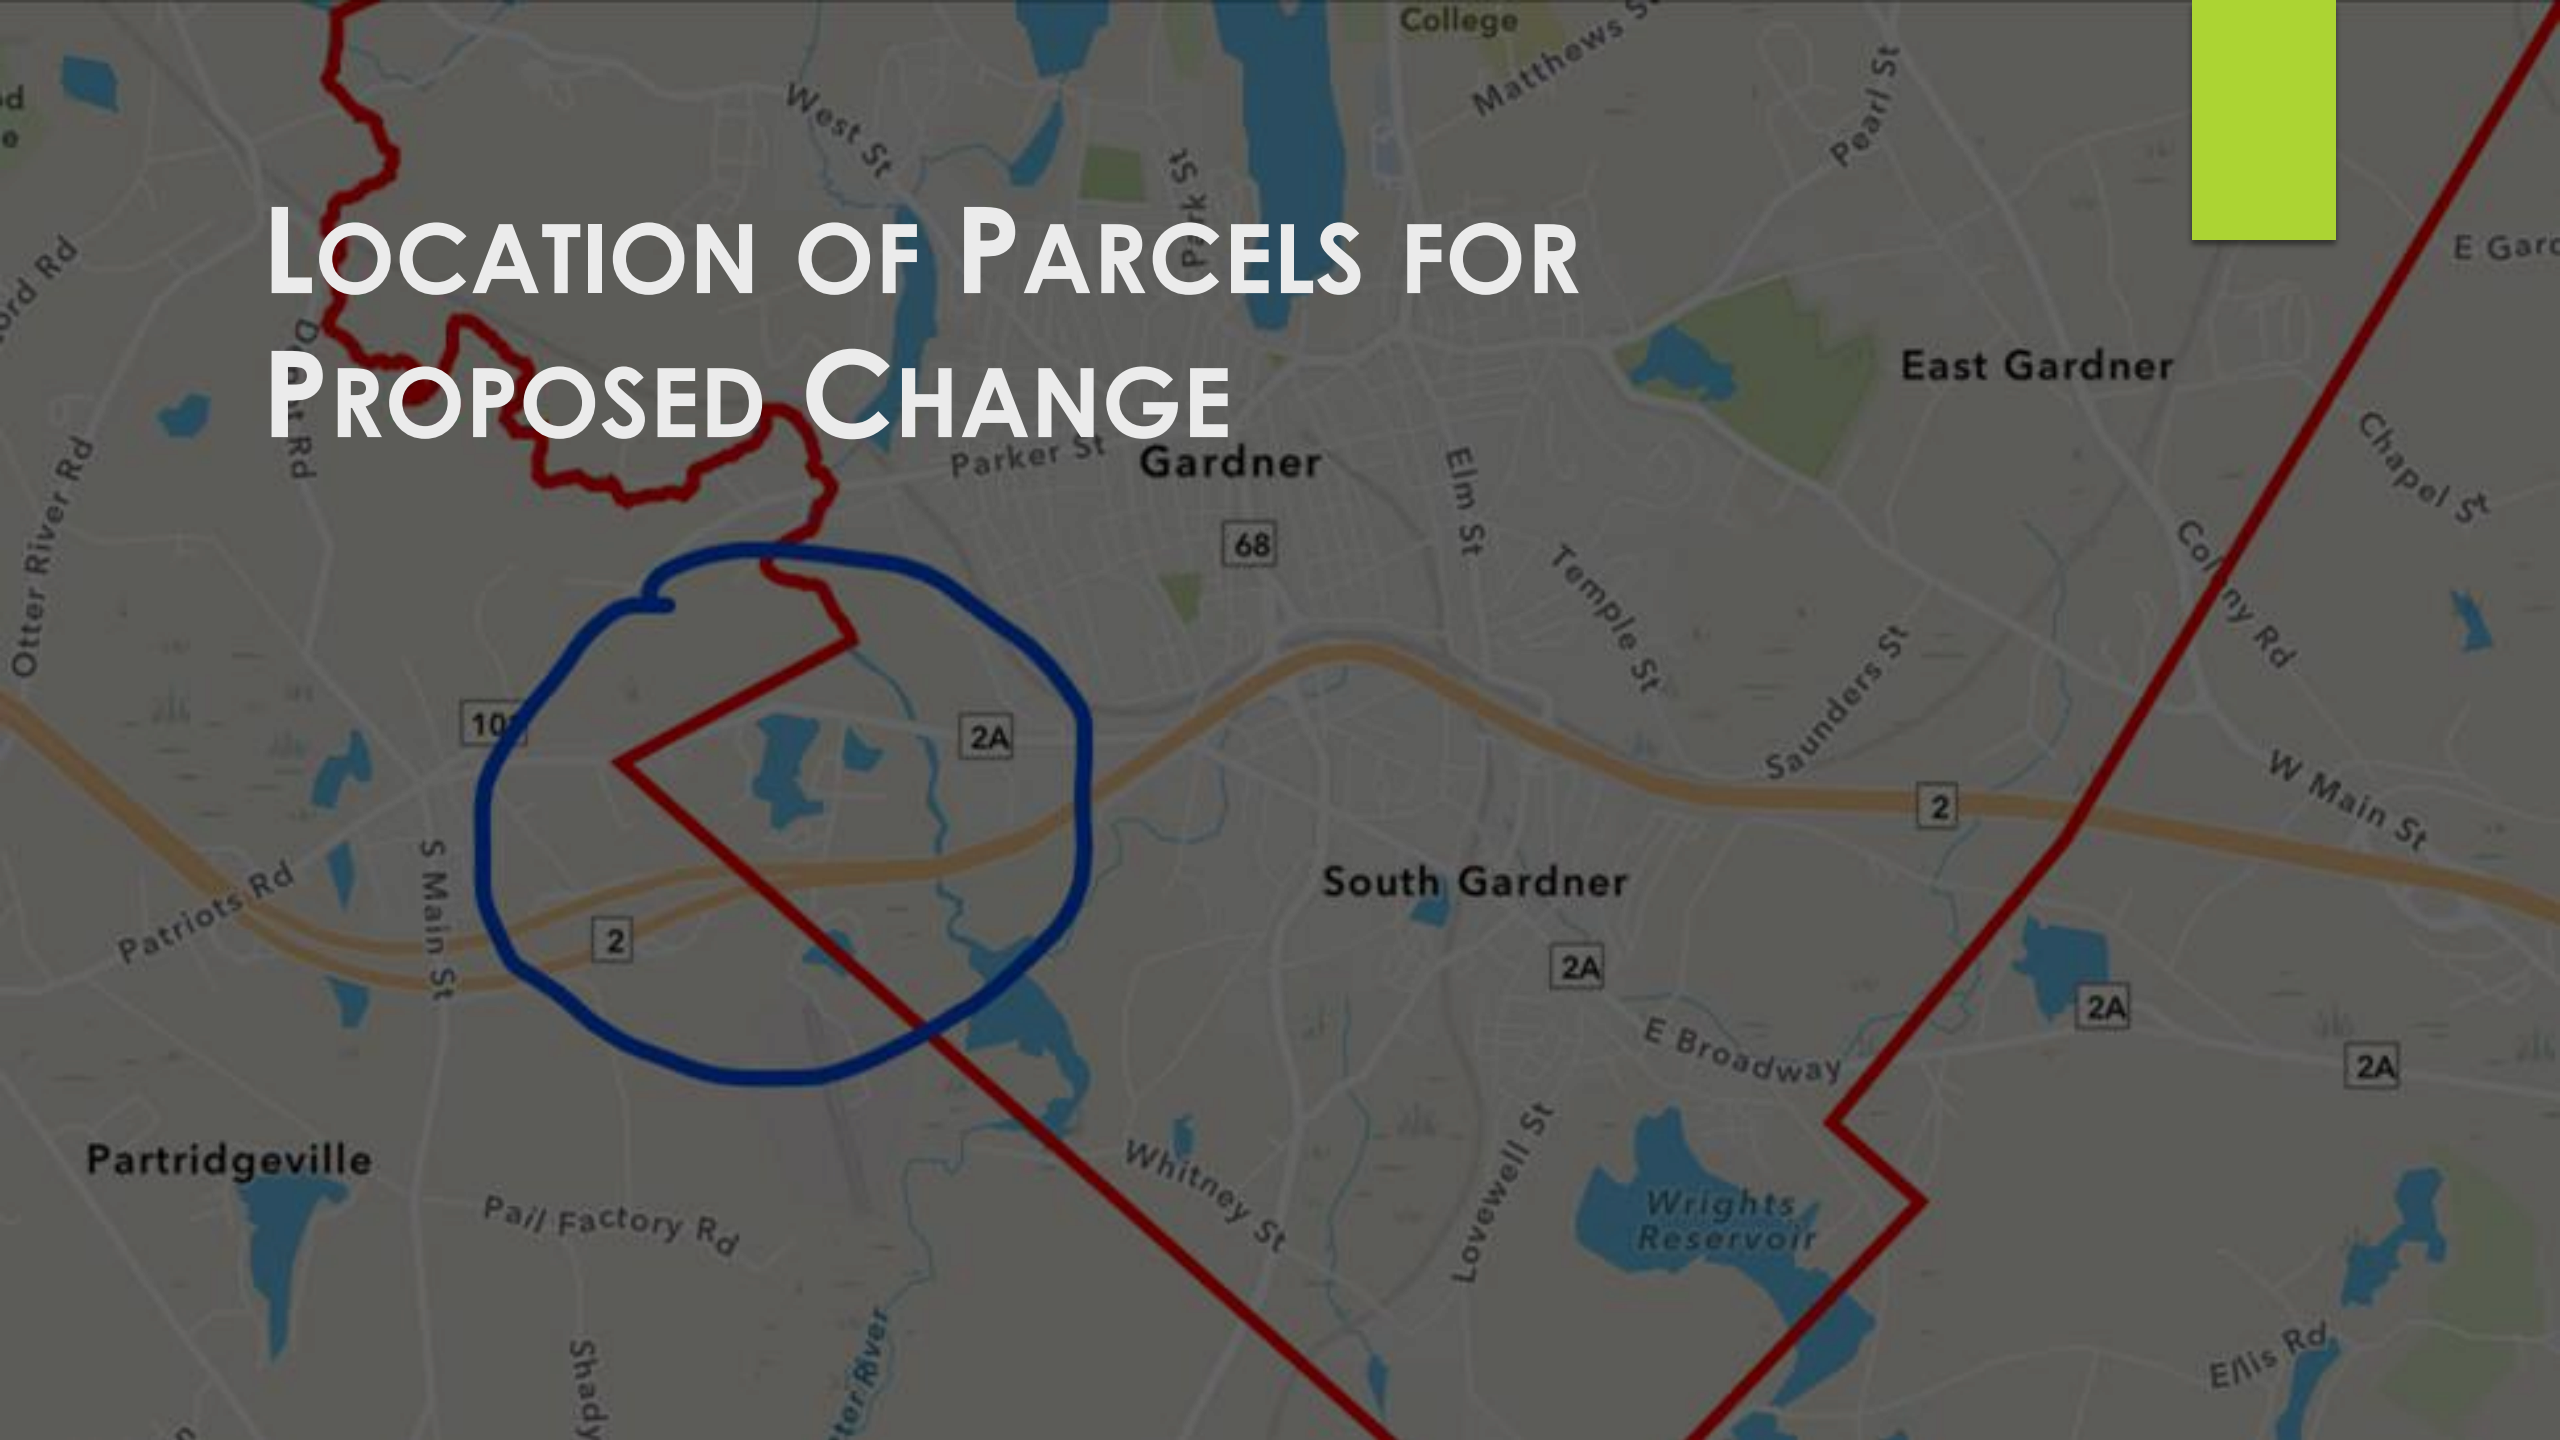 College
Matthews St
Pearl St
West St
Park St
LOCATION OF PARCELS FOR
PROPOSED CHANGE
E Gard
East Gardner
Parker St
Gardner
Elm St
Chapel St
Otter River Rd
68
Temple St
Colony Rd
Saunders St
2A
2
W Main St
Patriots Rd
S Main St
2
South Gardner
2A
2A
E Broadway
2A
Partridgeville
Whitney St
Lovewell St
Wrights
Reservoir
Pail Factory Rd
Shady
River
Ellis Rd